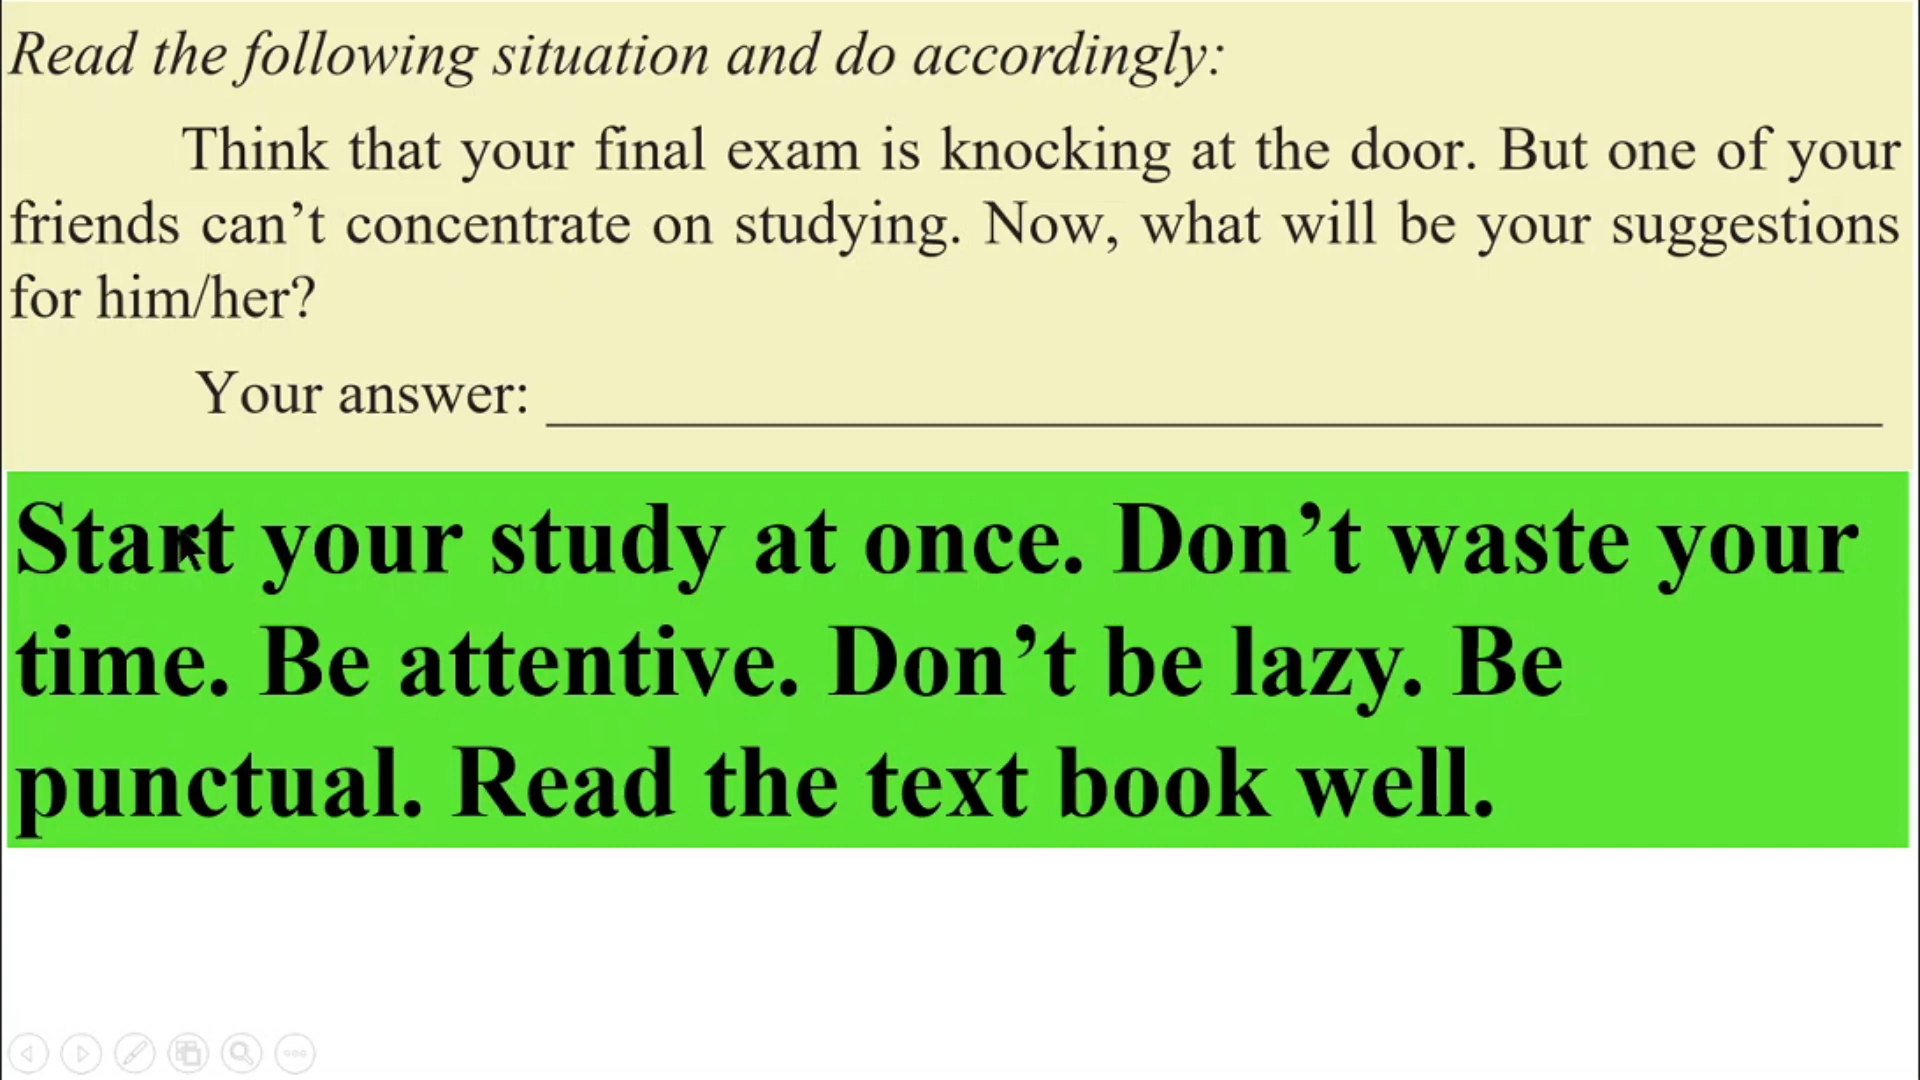 Read the following situation and do accordingly:
Think that your final exam is knocking at the door. But one of your
friends can’t concentrate on studying. Now, what will be your suggestions
for him/her?
Your answer:
Start your study at once. Don’t waste your
time. Be attentive. Don’t be lazy. Be
punctual. Read the text book well.